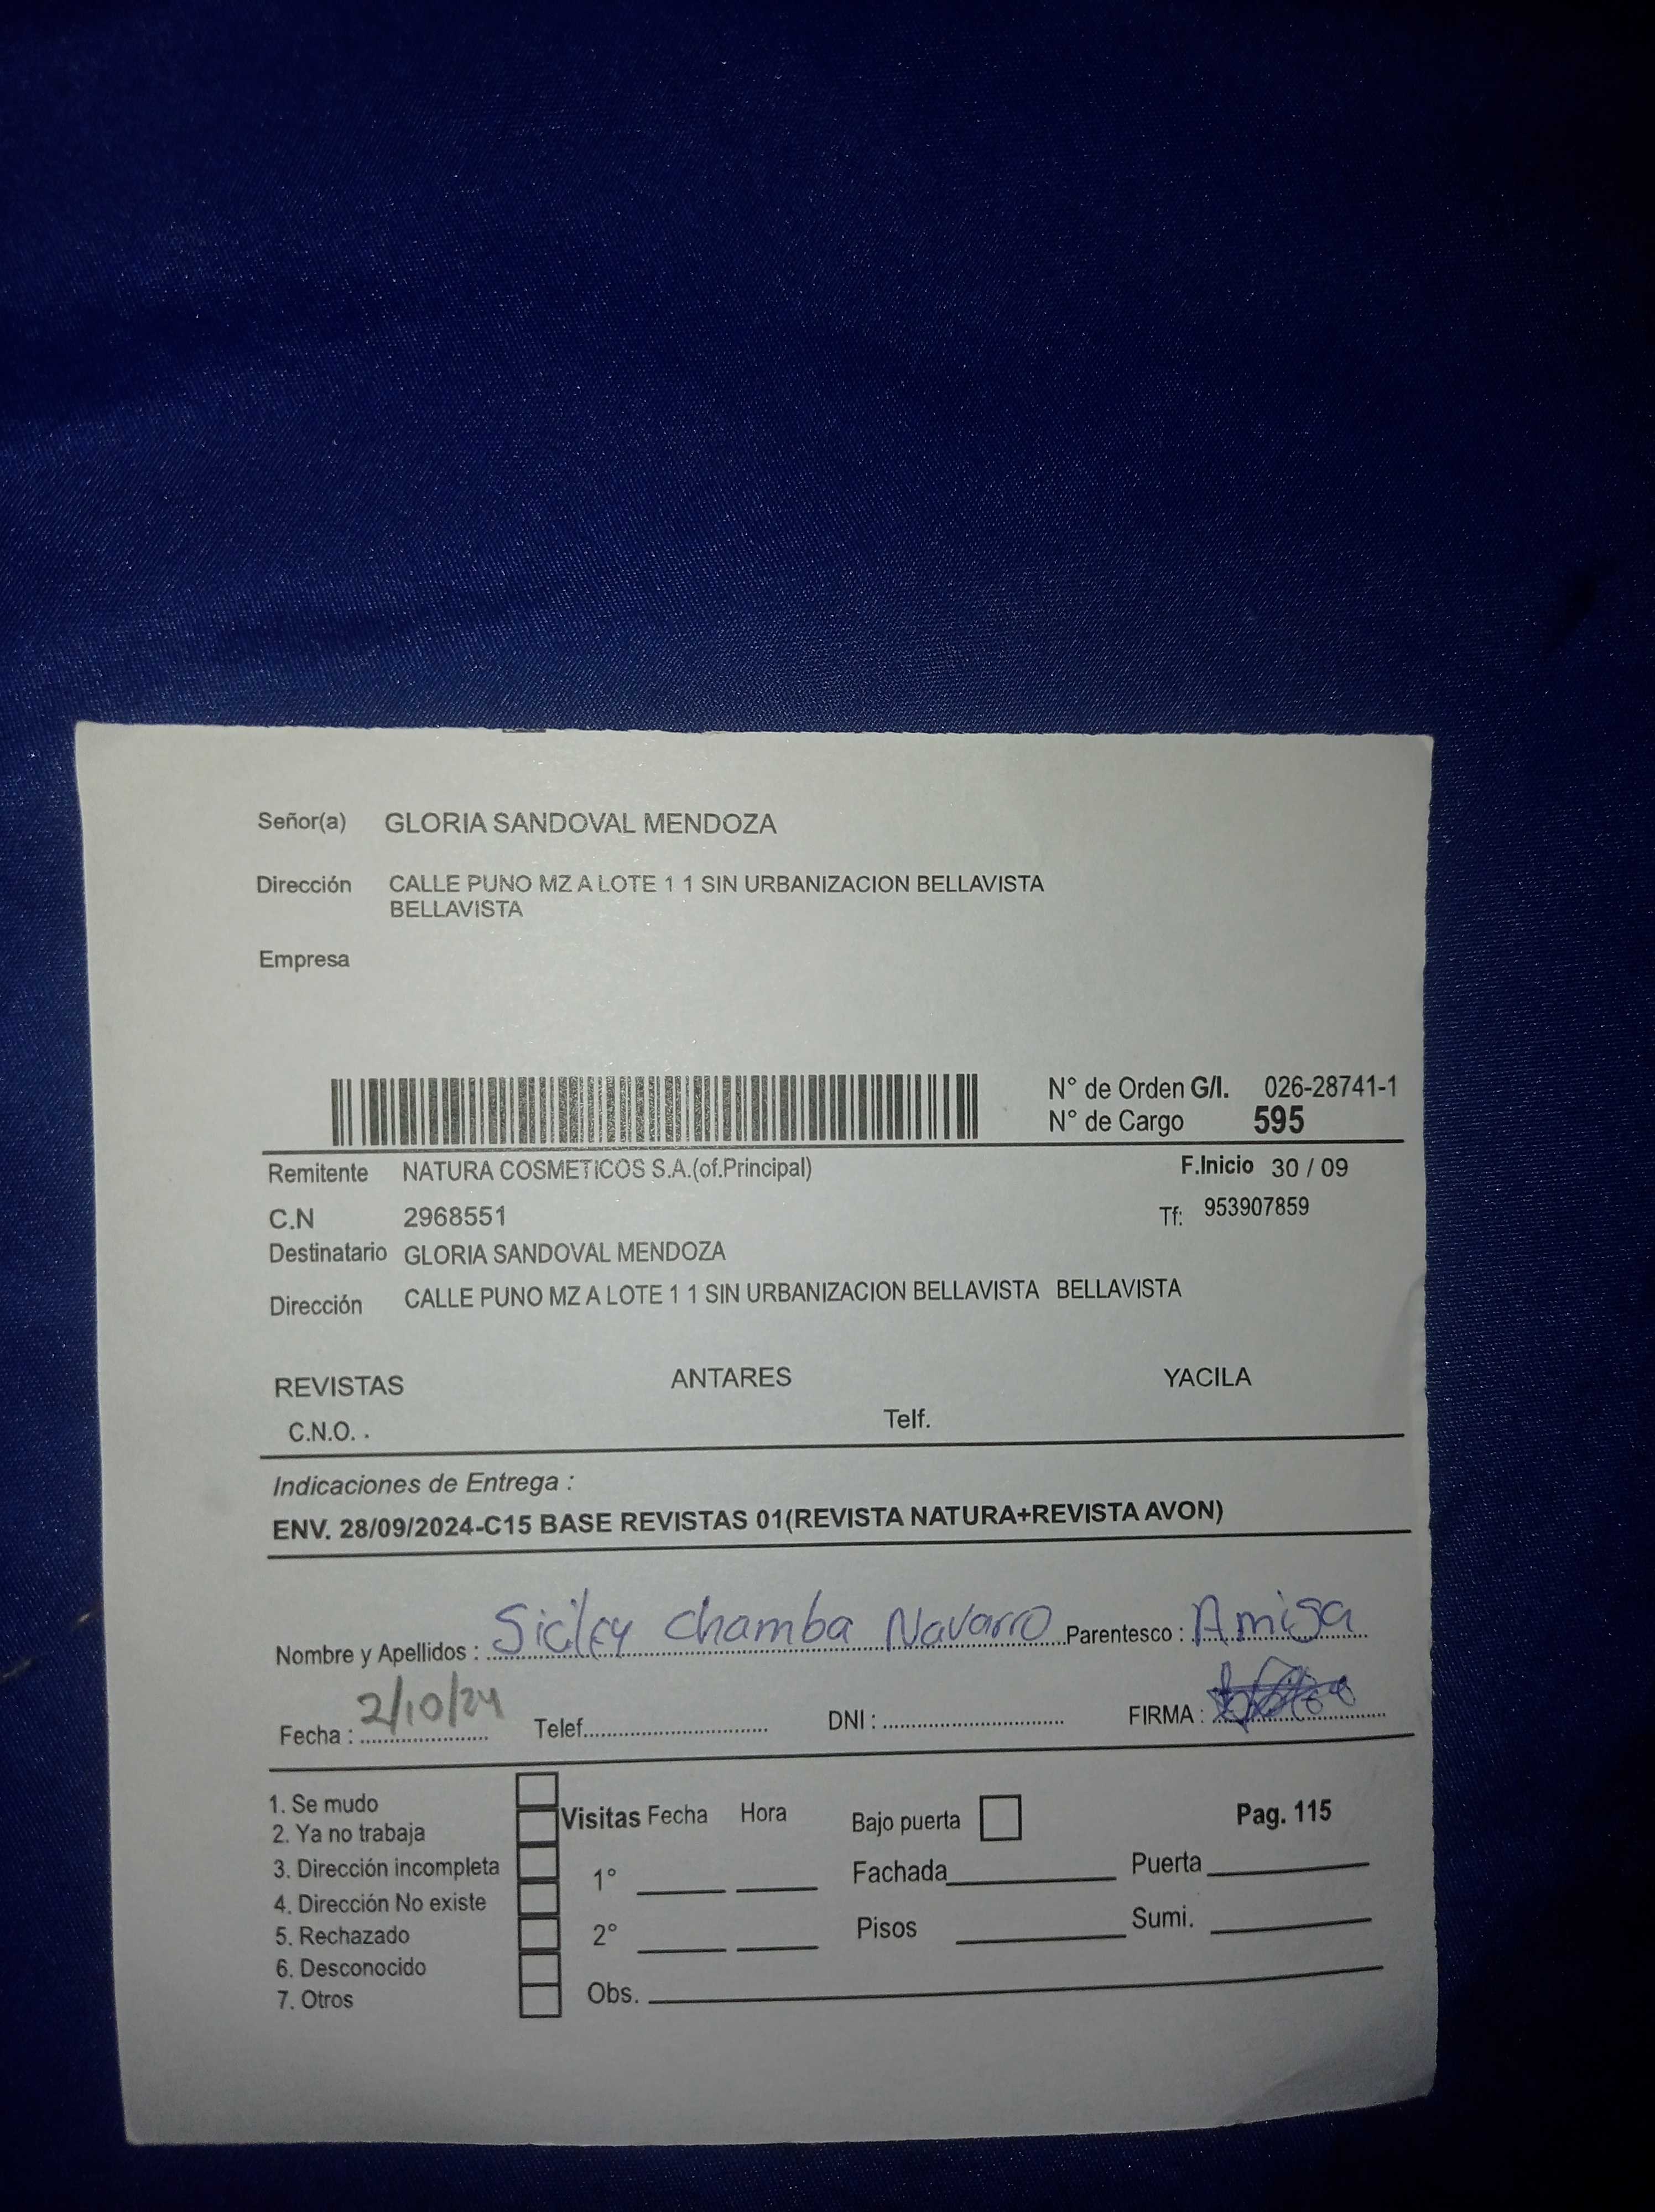 Señor(a) GLORIA SANDOVAL MENDOZA
Dirección CALLE PUNO MZ A LOTE 1 1 SIN URBANIZACION BELLAVISTA
BELLAVISTA
Empresa
N° de Orden G/I. 026-28741-1
N° de Cargo 595
Remitente NATURA COSMETICOS S.A.(of.Principal) F.Inicio 30 / 09
C.N 2968551 Tf: 953907859
Destinatario GLORIA SANDOVAL MENDOZA
Dirección CALLE PUNO MZ A LOTE 1 1 SIN URBANIZACION BELLAVISTA BELLAVISTA
REVISTAS ANTARES YACILA
C.N.O. . Telf.
Indicaciones de Entrega :
ENV. 28/09/2024-C15 BASE REVISTAS 01(REVISTA NATURA+REVISTA AVON)
Nombre y Apellidos : Chamba Navarro Parentesco : Amiga
Fecha : 2/10/24 Telef. DNI : FIRMA :
1. Se mudo
2. Ya no trabaja Visitas Fecha Hora Bajo puerta Pag. 115
3. Dirección incompleta 1° Fachada Puerta
4. Dirección No existe
5. Rechazado 2° Pisos Sumi.
6. Desconocido
7. Otros Obs.